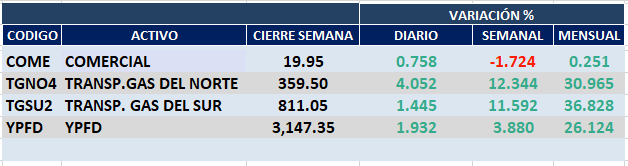 VARIACIÓN %
CODIGO ACTIVO CIERRE SEMANA DIARIO SEMANAL MENSUAL
COME COMERCIAL 19.95 0.758 -1.724 0.251
TGNO4 TRANSP.GAS DEL NORTE 359.50 4.052 12.344 30.965
TGSU2 TRANSP. GAS DEL SUR 811.05 1.445 11.592 36.828
YPFD YPFD 3,147.35 1.932 3.880 26.124